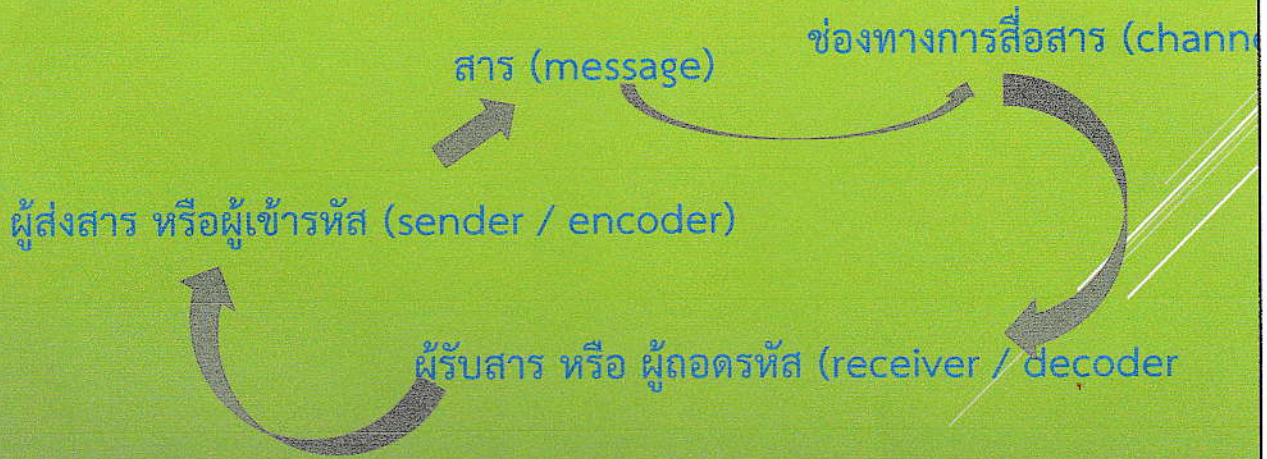 ช่องทางการสื่อสาร (channe
สาร (message)
ผู้ส่งสาร หรือผู้เข้ารหัส (sender / encoder)
ผู้รับสาร หรือ ผู้ถอดรหัส (receiver / decoder